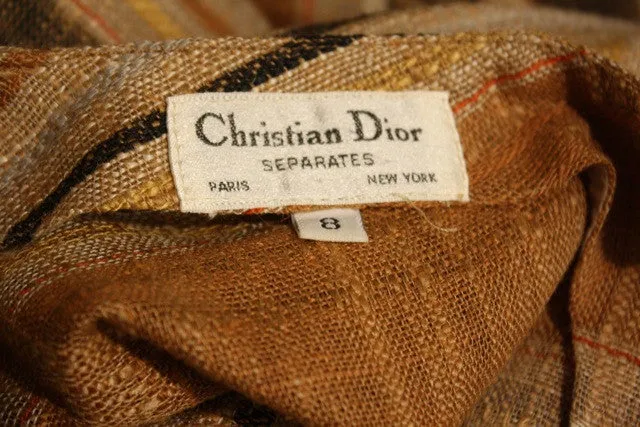 Christian Dior
SEPARATES
PARIS NEW YORK
8